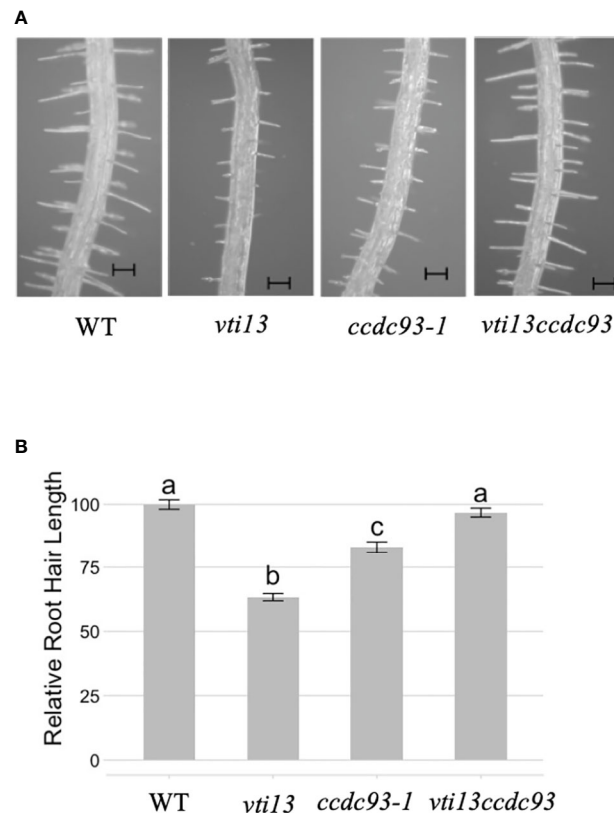 A
WT vti13 ccdc93-1 vti13ccdc93
B
Relative Root Hair Length
100
75
50
25
0
a
b
c
a
WT vti13 ccdc93-1 vti13ccdc93